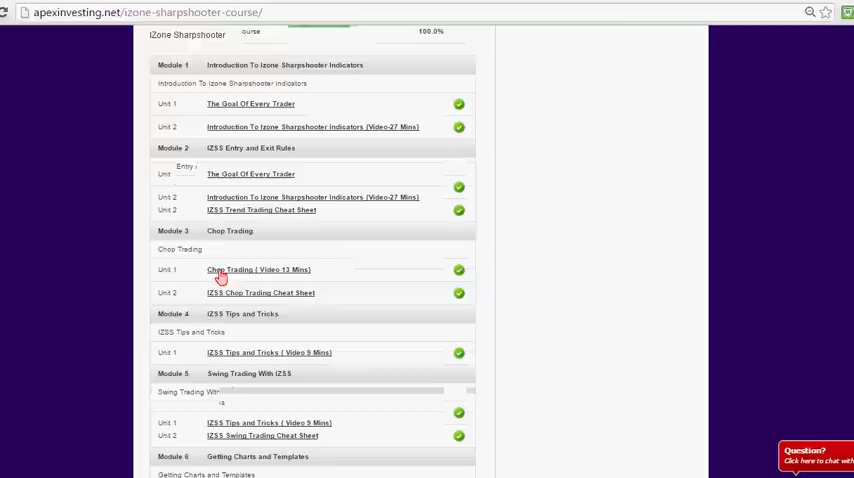 apexinvesting.net/izone-sharpshooter-course/
IZone Sharpshooter
ourse
100.0%
Module 1 Introduction To Izone Sharpshooter Indicators
Introduction To Izone Sharpshooter Indicators
Unit 1 The Goal Of Every Trader
Unit 2 Introduction To Izone Sharpshooter Indicators (Video-27 Mins)
Module 2 IZSS Entry and Exit Rules
Entry
Unit The Goal Of Every Trader
Unit 2 Introduction To Izone Sharpshooter Indicators (Video-27 Mins)
Unit 2 IZSS Trend Trading Cheat Sheet
Module 3 Chop Trading
Chop Trading
Unit 1 Chop Trading ( Video 13 Mins)
Unit 2 IZSS Chop Trading Cheat Sheet
Module 4 IZSS Tips and Tricks
IZSS Tips and Tricks
Unit 1 IZSS Tips and Tricks ( Video 9 Mins)
Module 5 Swing Trading With IZSS
Swing Trading With
ks
Unit 1 IZSS Tips and Tricks ( Video 9 Mins)
Unit 2 IZSS Swing Trading Cheat Sheet
Module 6 Getting Charts and Templates
Getting Charts and Templates
Question?
Click here to chat with